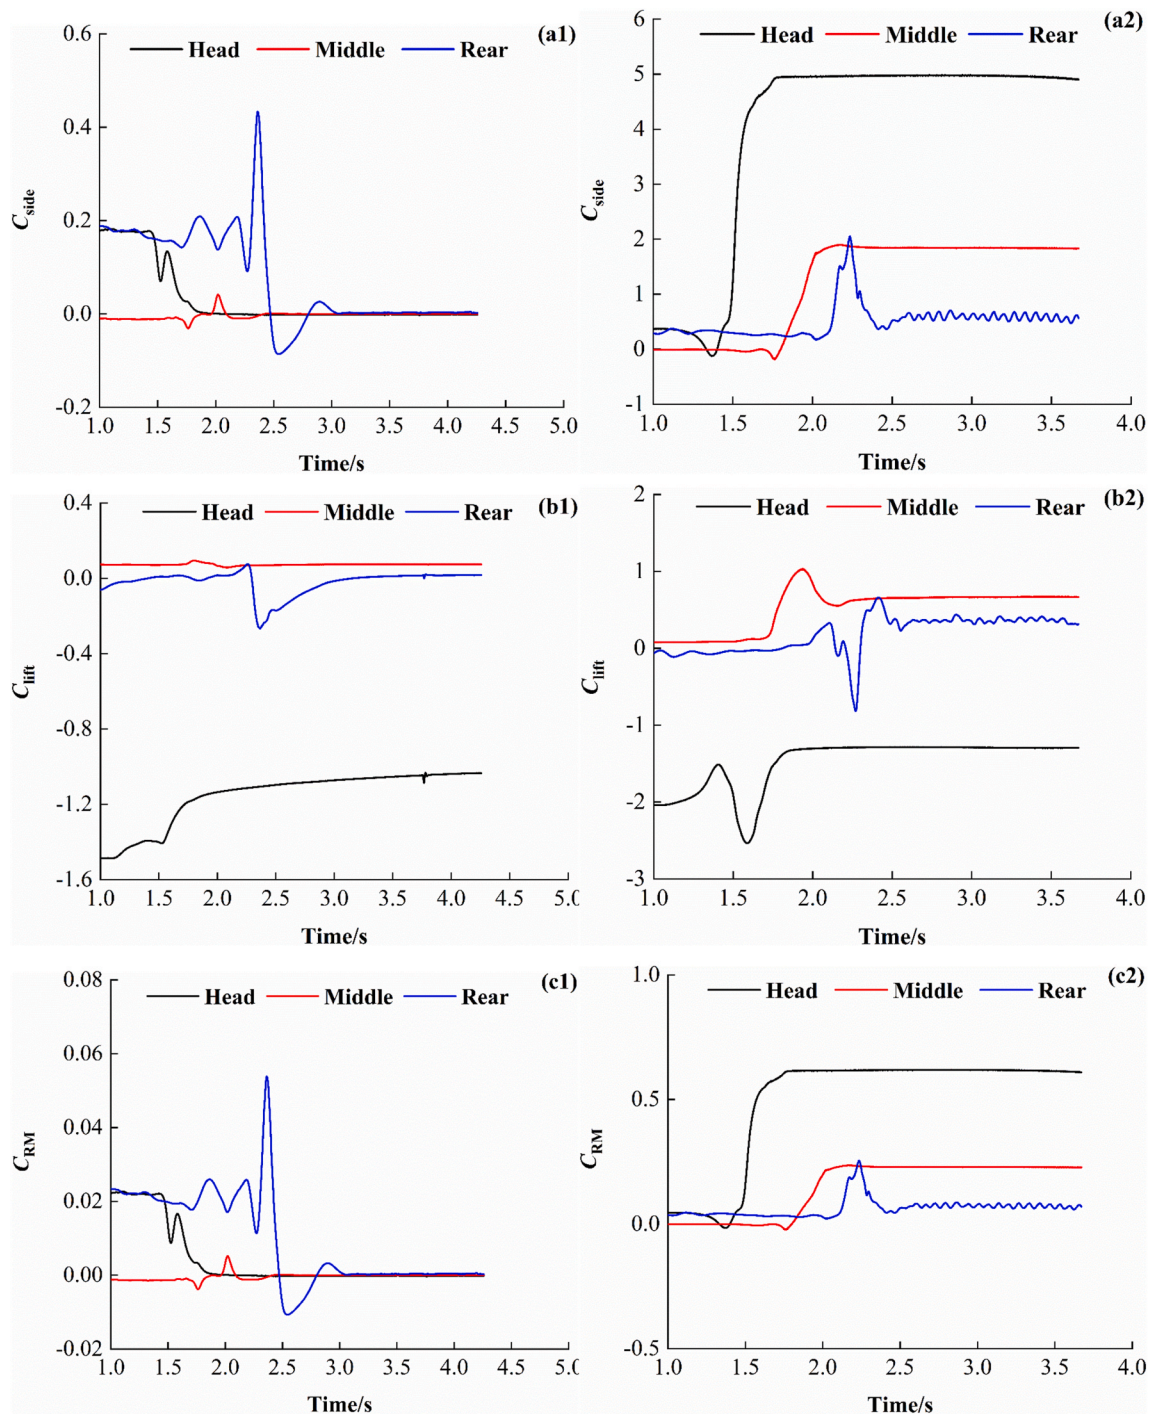 (a1)
Head Middle Rear
0.6
0.4
0.2
0.0
-0.2
C_side
1.0 1.5 2.0 2.5 3.0 3.5 4.0 4.5 5.0
Time/s
(a2)
Head Middle Rear
6
5
4
3
2
1
0
-1
C_side
1.0 1.5 2.0 2.5 3.0 3.5 4.0
Time/s
(b1)
Head Middle Rear
0.4
0.0
-0.4
-0.8
-1.2
-1.6
C_lift
1.0 1.5 2.0 2.5 3.0 3.5 4.0 4.5 5.0
Time/s
(b2)
Head Middle Rear
2
1
0
-1
-2
-3
C_lift
1.0 1.5 2.0 2.5 3.0 3.5 4.0
Time/s
(c1)
Head Middle Rear
0.08
0.06
0.04
0.02
0.00
-0.02
C_RM
1.0 1.5 2.0 2.5 3.0 3.5 4.0 4.5 5.0
Time/s
(c2)
Head Middle Rear
1.0
0.5
0.0
-0.5
C_RM
1.0 1.5 2.0 2.5 3.0 3.5 4.0
Time/s